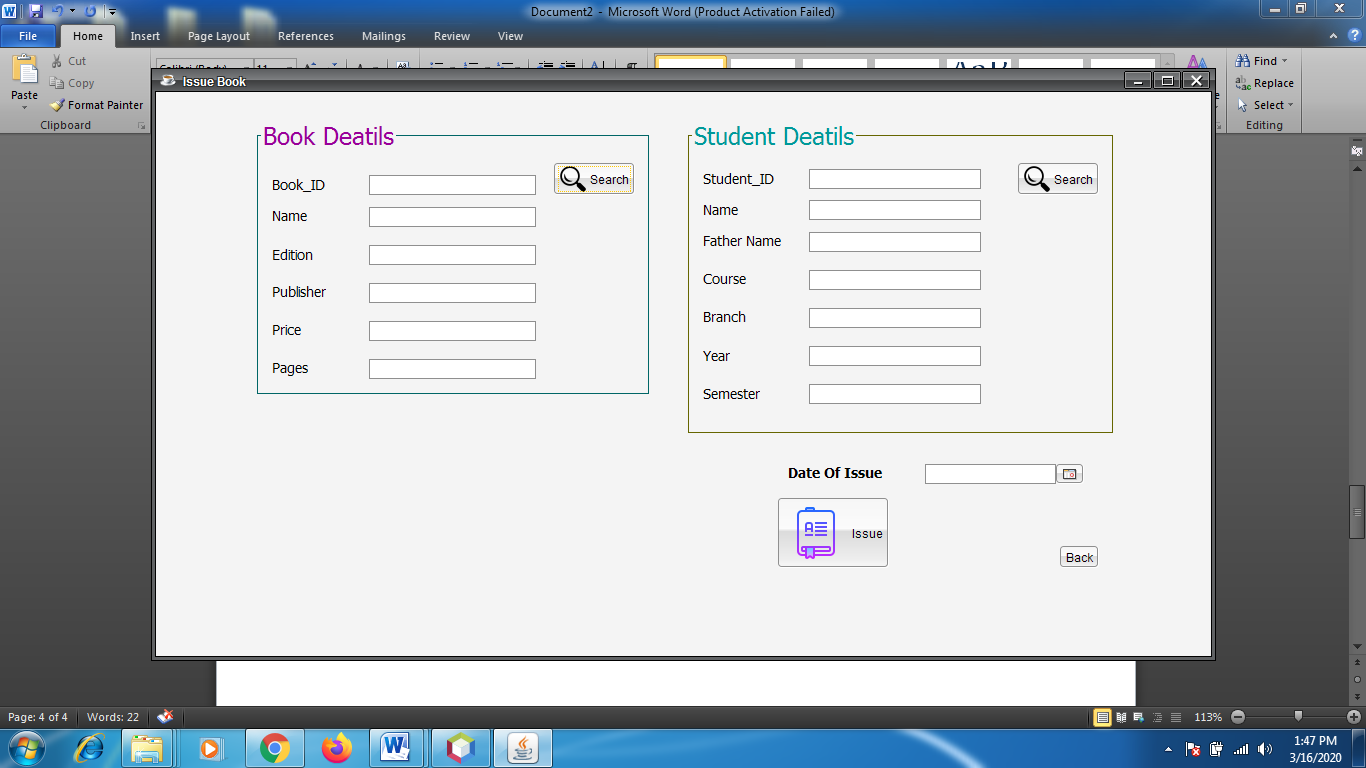 Document2 - Microsoft Word (Product Activation Failed)
File Home Insert Page Layout References Mailings Review View
Paste
Cut
Copy
Format Painter
Clipboard
Find
Replace
Select
Editing
Issue Book
Book Deatils
Book_ID
Search
Name
Edition
Publisher
Price
Pages
Student Deatils
Student_ID
Search
Name
Father Name
Course
Branch
Year
Semester
Date Of Issue
Issue
Back
Page: 4 of 4 Words: 22 113%
1:47 PM
3/16/2020